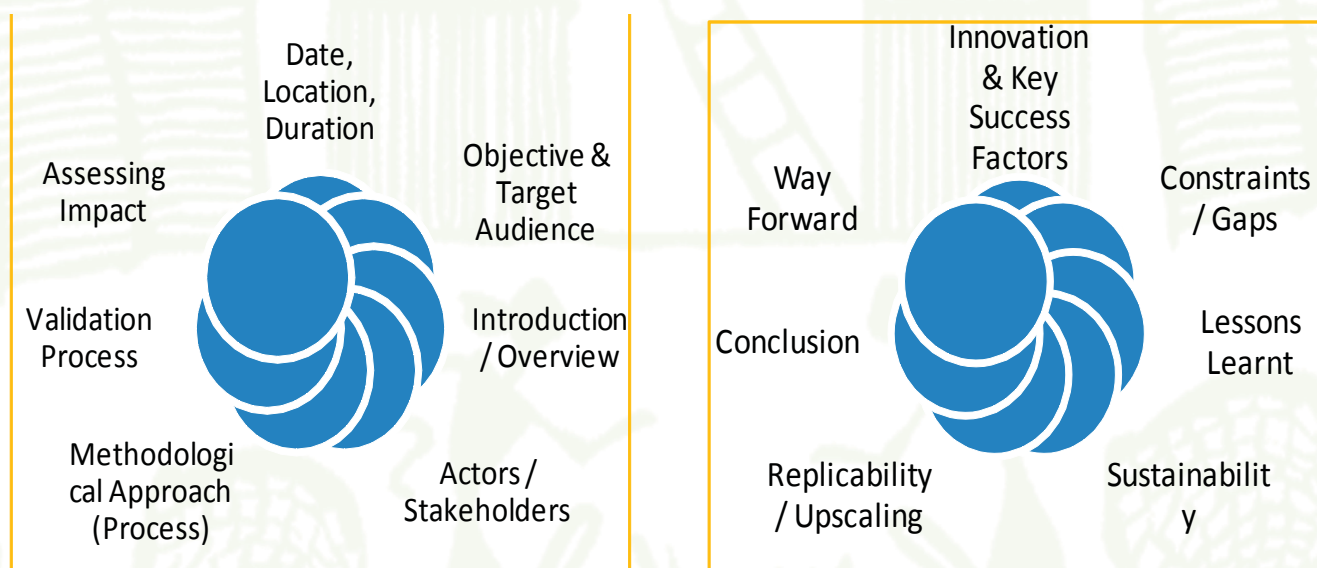 Date,
Location,
Duration
Objective &
Target
Audience
Introduction
/ Overview
Actors /
Stakeholders
Methodologi
cal Approach
(Process)
Validation
Process
Assessing
Impact
Innovation
& Key
Success
Factors
Constraints
/ Gaps
Lessons
Learnt
Sustainabilit
y
Replicability
/ Upscaling
Conclusion
Way
Forward